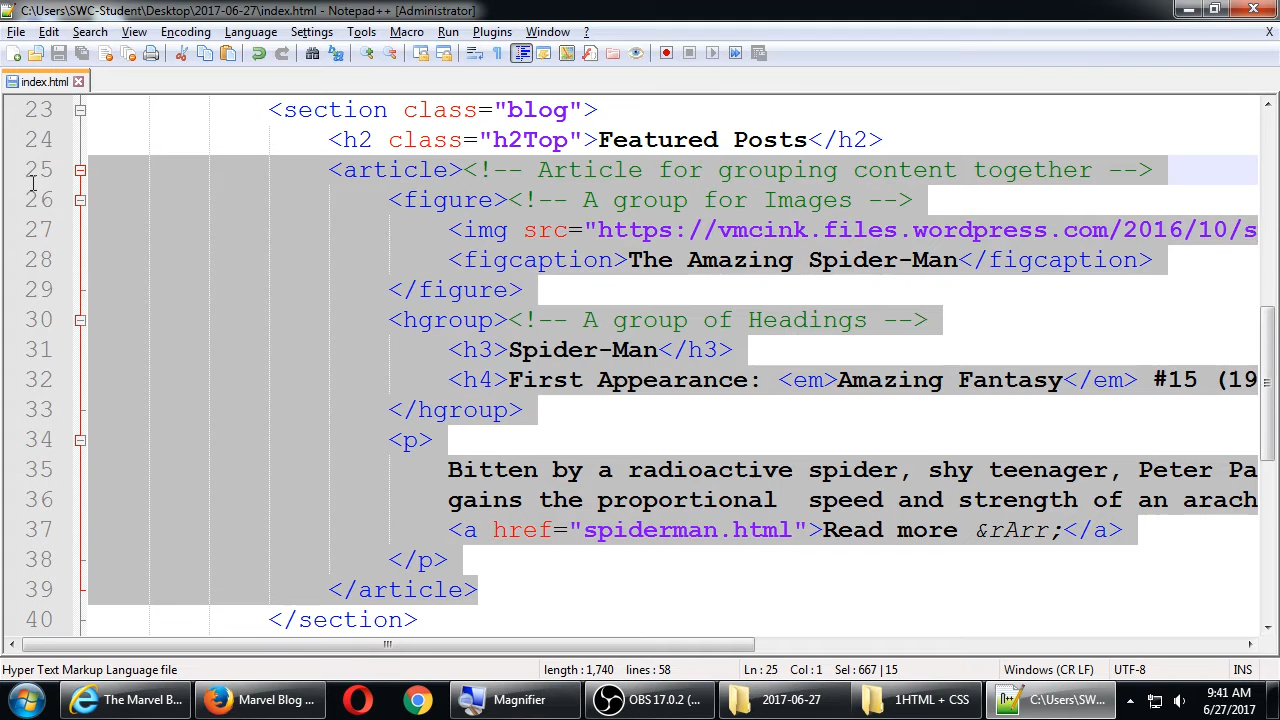 C:\Users\SWC-Student\Desktop\2017-06-27\index.html - Notepad++ [Administrator]
File Edit Search View Encoding Language Settings Tools Macro Run Plugins Window ? X
index.html
23 <section class="blog">
24 <h2 class="h2Top">Featured Posts</h2>
25 <article><!-- Article for grouping content together -->
26 <figure><!-- A group for Images -->
27 <img src="https://vmcink.files.wordpress.com/2016/10/s
28 <figcaption>The Amazing Spider-Man</figcaption>
29 </figure>
30 <hgroup><!-- A group of Headings -->
31 <h3>Spider-Man</h3>
32 <h4>First Appearance: <em>Amazing Fantasy</em> #15 (19
33 </hgroup>
34 <p>
35 Bitten by a radioactive spider, shy teenager, Peter Pa
36 gains the proportional  speed and strength of an arach
37 <a href="spiderman.html">Read more &rArr;</a>
38 </p>
39 </article>
40 </section>
Hyper Text Markup Language file length : 1,740 lines : 58 Ln : 25 Col : 1 Sel : 667 | 15 Windows (CR LF) UTF-8 INS
The Marvel B... Marvel Blog ... Magnifier OBS 17.0.2 (... 2017-06-27 1HTML + CSS C:\Users\SW... 9:41 AM
6/27/2017